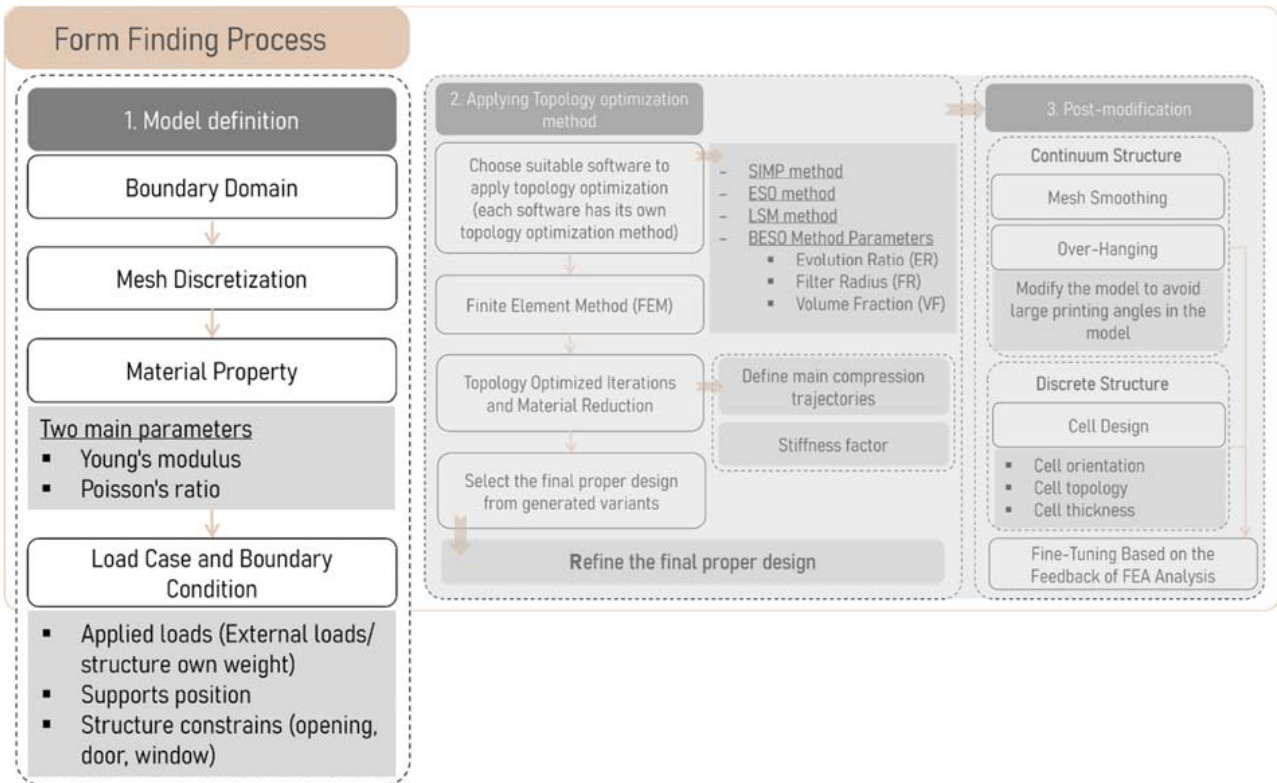 Form Finding Process
1. Model definition
Boundary Domain
Mesh Discretization
Material Property
Two main parameters
▪ Young's modulus
▪ Poisson's ratio
Load Case and Boundary
Condition
▪ Applied loads (External loads/
structure own weight)
▪ Supports position
▪ Structure constrains (opening,
door, window)
2. Applying Topology optimization
method
Choose suitable software to
apply topology optimization
(each software has its own
topology optimization method)
- SIMP method
- ESO method
- LSM method
- BESO Method Parameters
▪ Evolution Ratio (ER)
▪ Filter Radius (FR)
▪ Volume Fraction (VF)
Finite Element Method (FEM)
Topology Optimized Iterations
and Material Reduction
Define main compression
trajectories
Stiffness factor
Select the final proper design
from generated variants
Refine the final proper design
3. Post-modification
Continuum Structure
Mesh Smoothing
Over-Hanging
Modify the model to avoid
large printing angles in the
model
Discrete Structure
Cell Design
▪ Cell orientation
▪ Cell topology
▪ Cell thickness
Fine-Tuning Based on the
Feedback of FEA Analysis